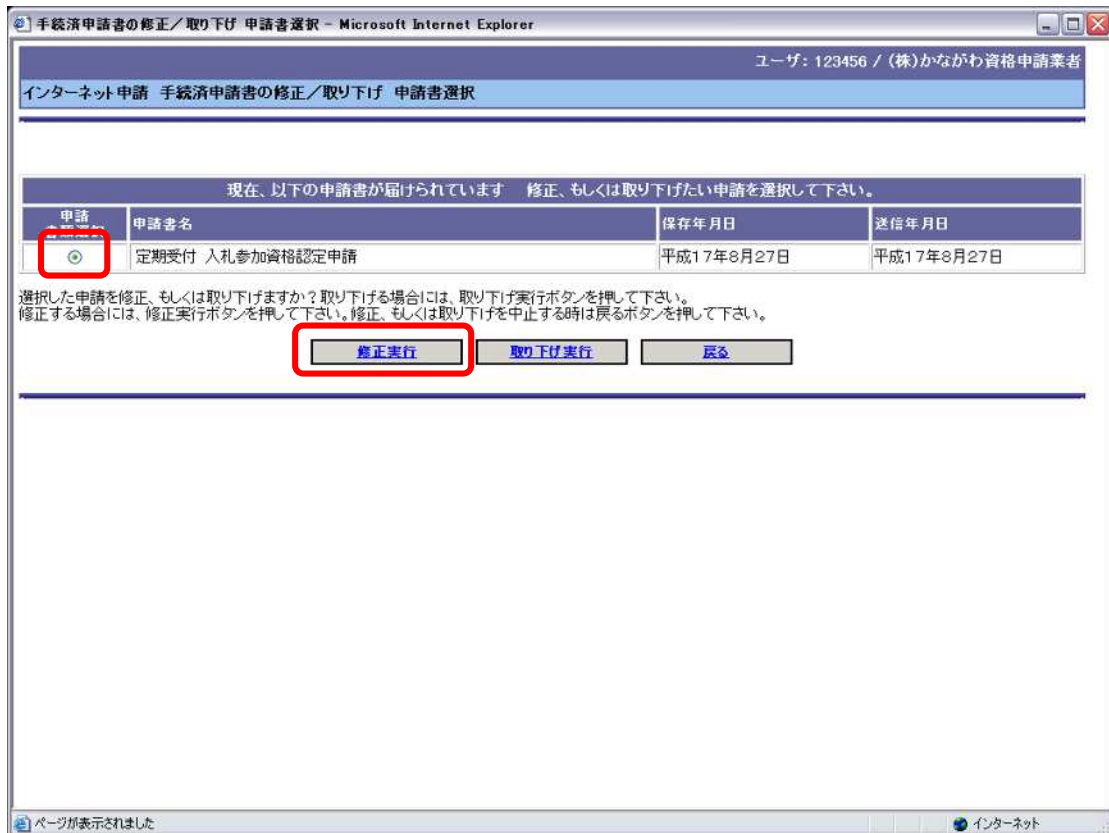 手続済申請書の修正／取り下げ 申請書選択 - Microsoft Internet Explorer
ユーザ: 123456 / (株)かながわ資格申請業者
インターネット申請 手続済申請書の修正／取り下げ 申請書選択
現在、以下の申請書が届けられています 修正、もしくは取り下げたい申請を選択して下さい。
申請
申請書名 保存年月日 送信年月日
定期受付 入札参加資格認定申請 平成17年8月27日 平成17年8月27日
選択した申請を修正、もしくは取り下げますか？取り下げる場合には、取り下げ実行ボタンを押して下さい。
修正する場合には、修正実行ボタンを押して下さい。修正、もしくは取り下げを中止する時は戻るボタンを押して下さい。
修正実行 取り下げ実行 戻る
ページが表示されました インターネット